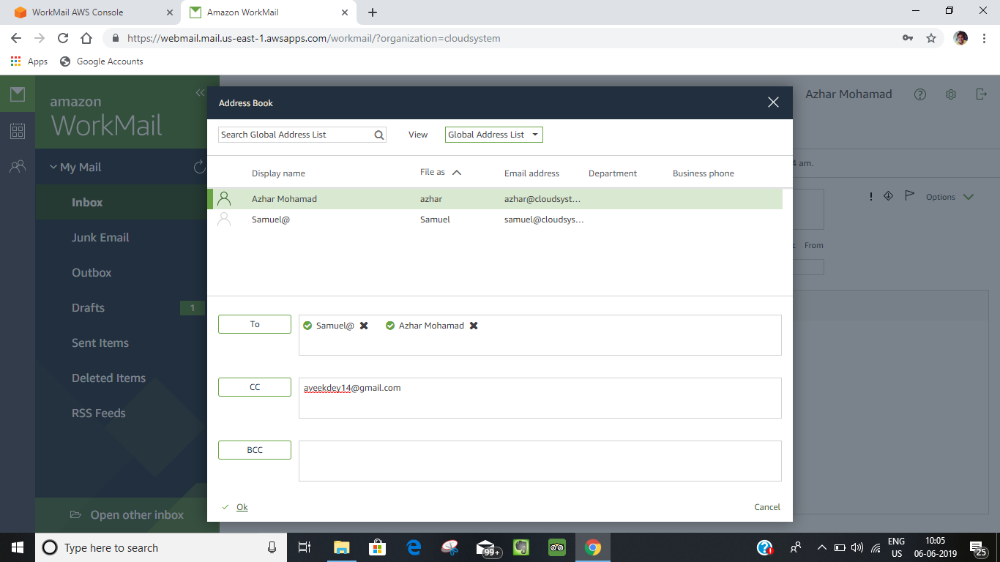 WorkMail AWS Console
Amazon WorkMail
https://webmail.mail.us-east-1.awsapps.com/workmail/?organization=cloudsystem
Apps
Google Accounts
amazon
WorkMail
My Mail
Inbox
Junk Email
Outbox
Drafts 1
Sent Items
Deleted Items
RSS Feeds
Open other inbox
Azhar Mohamad
am.
! Options
From
Address Book
Search Global Address List View Global Address List
Display name File as Email address Department Business phone
Azhar Mohamad azhar azhar@cloudsyst...
Samuel@ Samuel samuel@cloudsys...
To Samuel@ Azhar Mohamad
CC aveekdey14@gmail.com
BCC
Ok Cancel
Type here to search
99+
ENG
US
10:05
06-06-2019
25